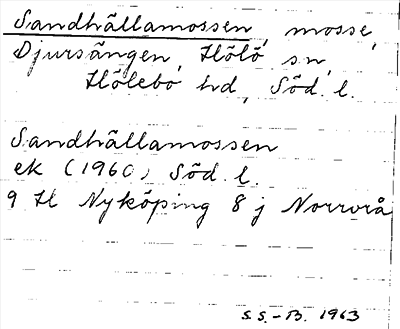 Sandhällamossen, mosse,
Djursängen, Hölö sn,
Hölebo hd, Söd. l.
Sandhällamossen
ek (1960) Söd. l.
9 H Nyköping 8 j Norrvrå
S.S.-B. 1963